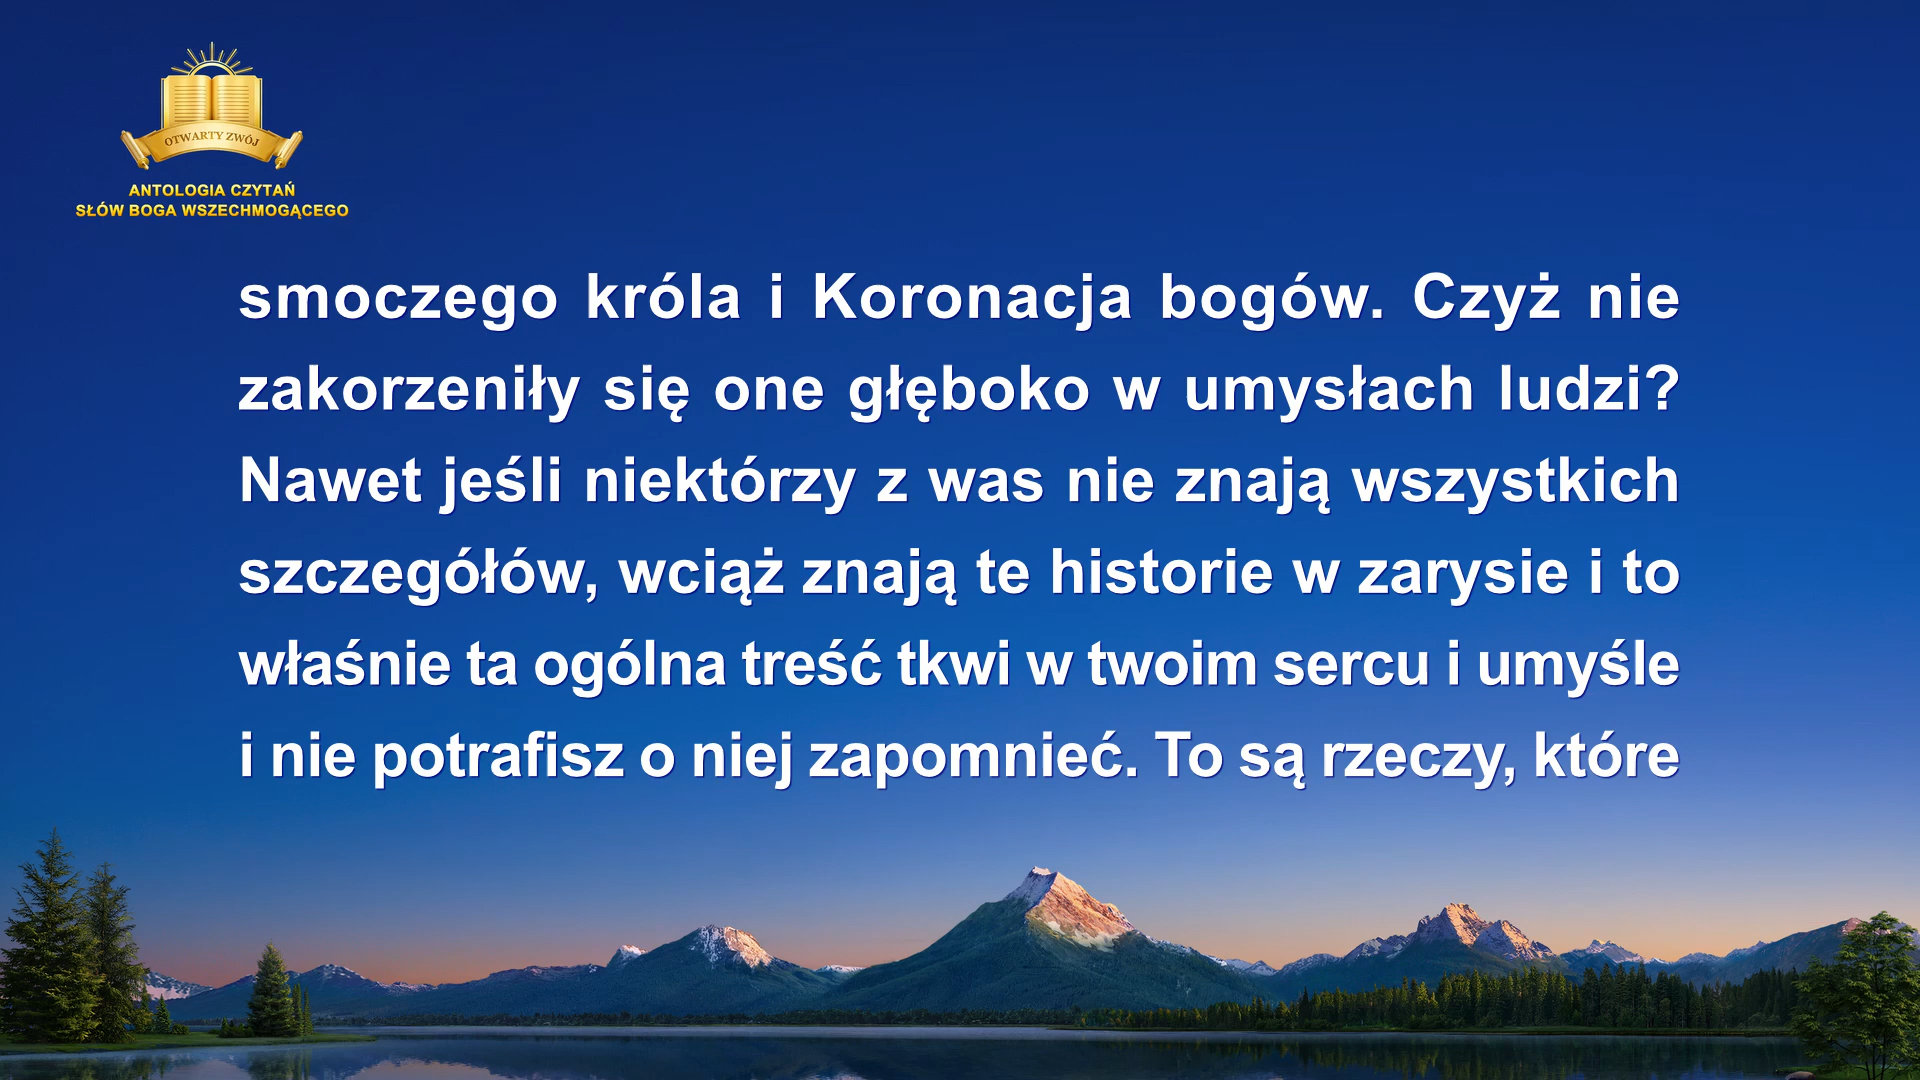 OTWARTY ZWÓJ
ANTOLOGIA CZYTAŃ
SŁÓW BOGA WSZECHMOGĄCEGO
smoczego króla i Koronacja bogów. Czyż nie
zakorzeniły się one głęboko w umysłach ludzi?
Nawet jeśli niektórzy z was nie znają wszystkich
szczegółów, wciąż znają te historie w zarysie i to
właśnie ta ogólna treść tkwi w twoim sercu i umyśle
i nie potrafisz o niej zapomnieć. To są rzeczy, które